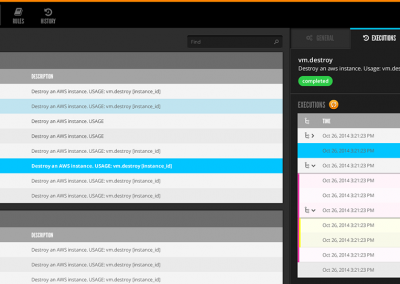 RULES
HISTORY
Find
DESCRIPTION
Destroy an AWS instance. USAGE: vm.destroy [instance_id]
Destroy an AWS instance. USAGE: vm.destroy [instance_id]
Destroy an AWS instance. USAGE
Destroy an AWS instance. USAGE
Destroy an AWS instance. USAGE: vm.destroy [instance_id]
Destroy an AWS instance. USAGE: vm.destroy [instance_id]
Destroy an AWS instance. USAGE: vm.destroy [instance_id]
Destroy an AWS instance. USAGE: vm.destroy [instance_id]
DESCRIPTION
Destroy an AWS instance. USAGE: vm.destroy [instance_id]
Destroy an AWS instance. USAGE: vm.destroy [instance_id]
Destroy an AWS instance. USAGE: vm.destroy [instance_id]
GENERAL
EXECUTIONS
vm.destroy
Destroy an aws instance. Usage: vm.destroy
completed
EXECUTIONS
TIME
Oct 26, 2014 3:21:23 PM
Oct 26, 2014 3:21:23 PM
Oct 26, 2014 3:21:23 PM
Oct 26, 2014 3:21:23 PM
Oct 26, 2014 3:21:23 PM
Oct 26, 2014 3:21:23 PM
Oct 26, 2014 3:21:23 PM
Oct 26, 2014 3:21:23 PM
Oct 26, 2014 3:21:23 PM
Oct 26, 2014 3:21:23 PM